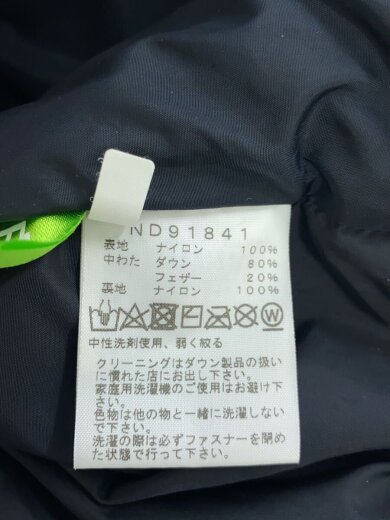 ND91841
表地 ナイロン 100%
中わた ダウン 80%
フェザー 20%
裏地 ナイロン 100%
中性洗剤使用、弱く絞る
クリーニングはダウン製品の扱い
に慣れた店にお出し下さい。
家庭用洗濯機のご使用はお避け下
さい。
色物は他の物と一緒に洗濯しない
で下さい。
洗濯の際は必ずファスナーを閉め
た状態で行って下さい。